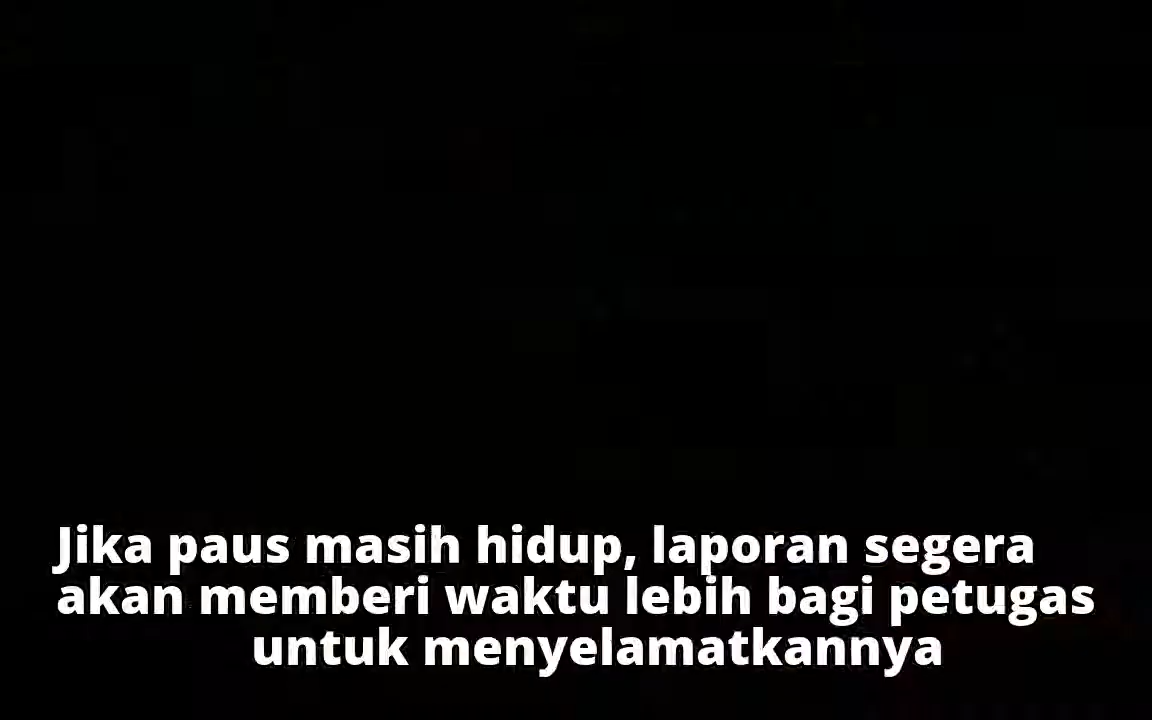 Jika paus masih hidup, laporan segera
akan memberi waktu lebih bagi petugas
untuk menyelamatkannya